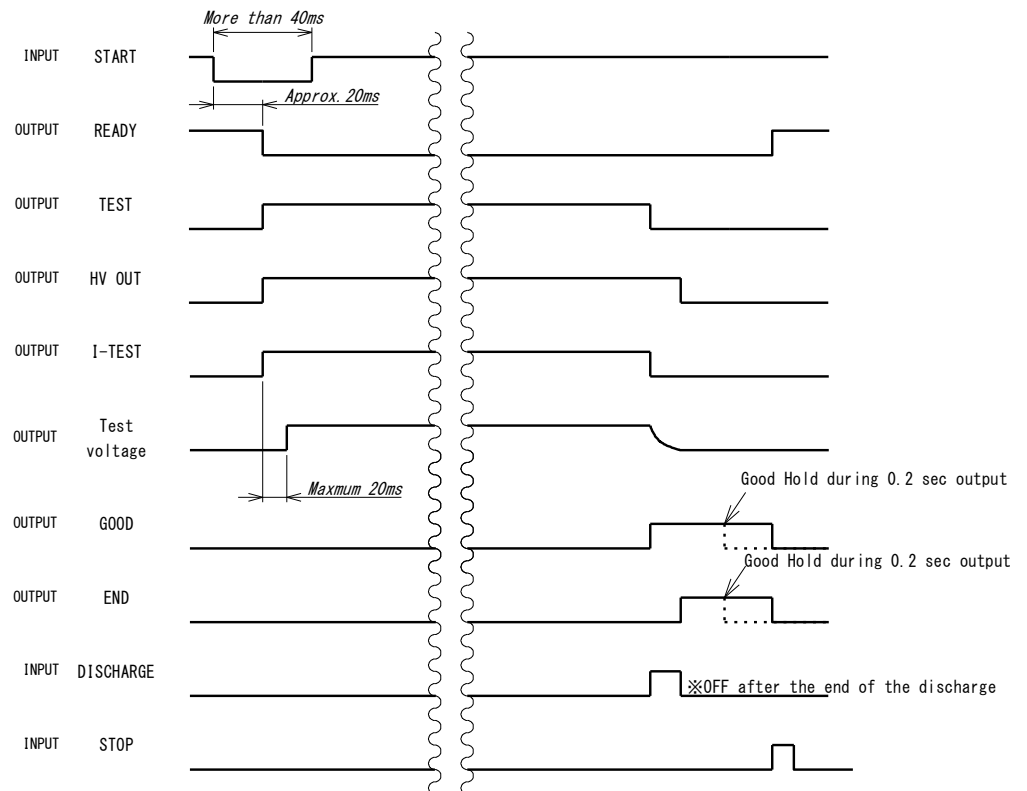 More than 40ms
INPUT START
Approx. 20ms
OUTPUT READY
OUTPUT TEST
OUTPUT HV OUT
OUTPUT I-TEST
OUTPUT Test voltage
Maxmum 20ms
Good Hold during 0.2 sec output
OUTPUT GOOD
Good Hold during 0.2 sec output
OUTPUT END
INPUT DISCHARGE
※OFF after the end of the discharge
INPUT STOP